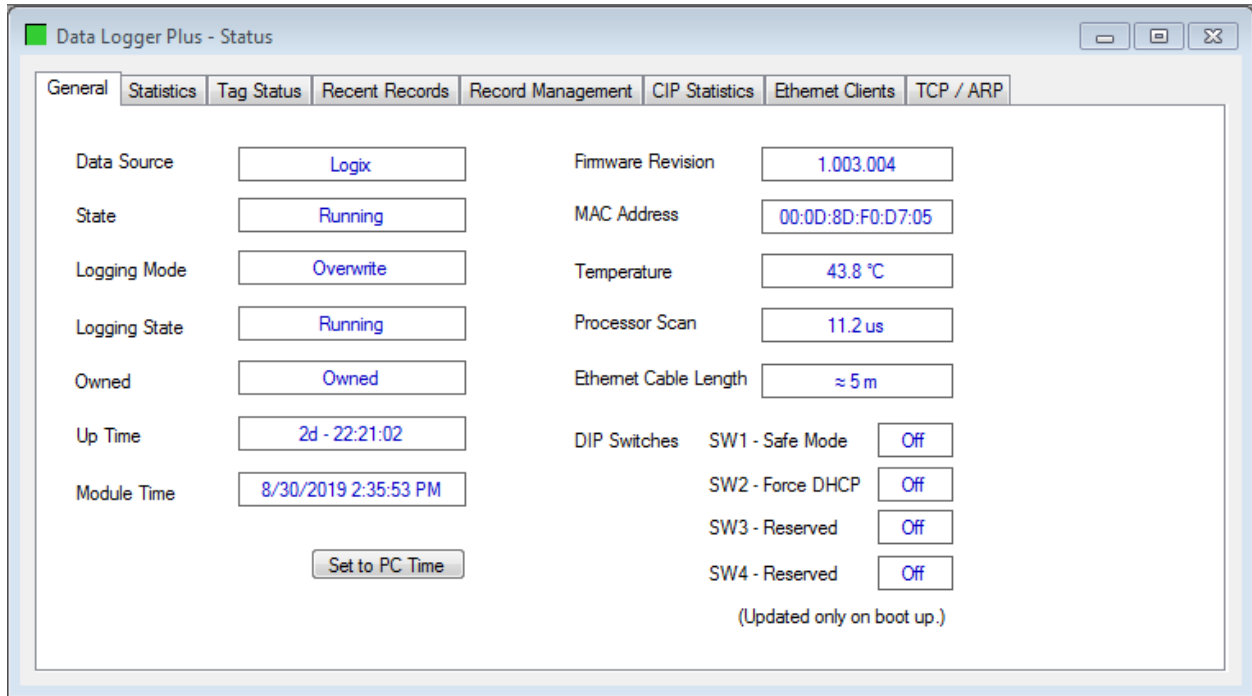 Data Logger Plus - Status
General Statistics Tag Status Recent Records Record Management CIP Statistics Ethernet Clients TCP / ARP
Data Source Logix
State Running
Logging Mode Overwrite
Logging State Running
Owned Owned
Up Time 2d - 22:21:02
Module Time 8/30/2019 2:35:53 PM
Set to PC Time
Firmware Revision 1.003.004
MAC Address 00:0D:8D:F0:D7:05
Temperature 43.8 °C
Processor Scan 11.2 us
Ethernet Cable Length ≈ 5 m
DIP Switches SW1 - Safe Mode Off
SW2 - Force DHCP Off
SW3 - Reserved Off
SW4 - Reserved Off
(Updated only on boot up.)